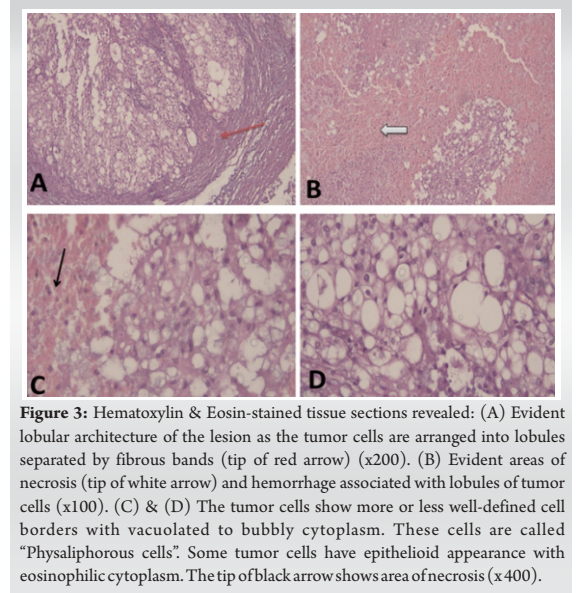 A
B
C
D
Figure 3: Hematoxylin & Eosin-stained tissue sections revealed: (A) Evident
lobular architecture of the lesion as the tumor cells are arranged into lobules
separated by fibrous bands (tip of red arrow) (x200). (B) Evident areas of
necrosis (tip of white arrow) and hemorrhage associated with lobules of tumor
cells (x100). (C) & (D) The tumor cells show more or less well-defined cell
borders with vacuolated to bubbly cytoplasm. These cells are called
“Physaliphorous cells”. Some tumor cells have epithelioid appearance with
eosinophilic cytoplasm. The tip of black arrow shows area of necrosis (x 400).